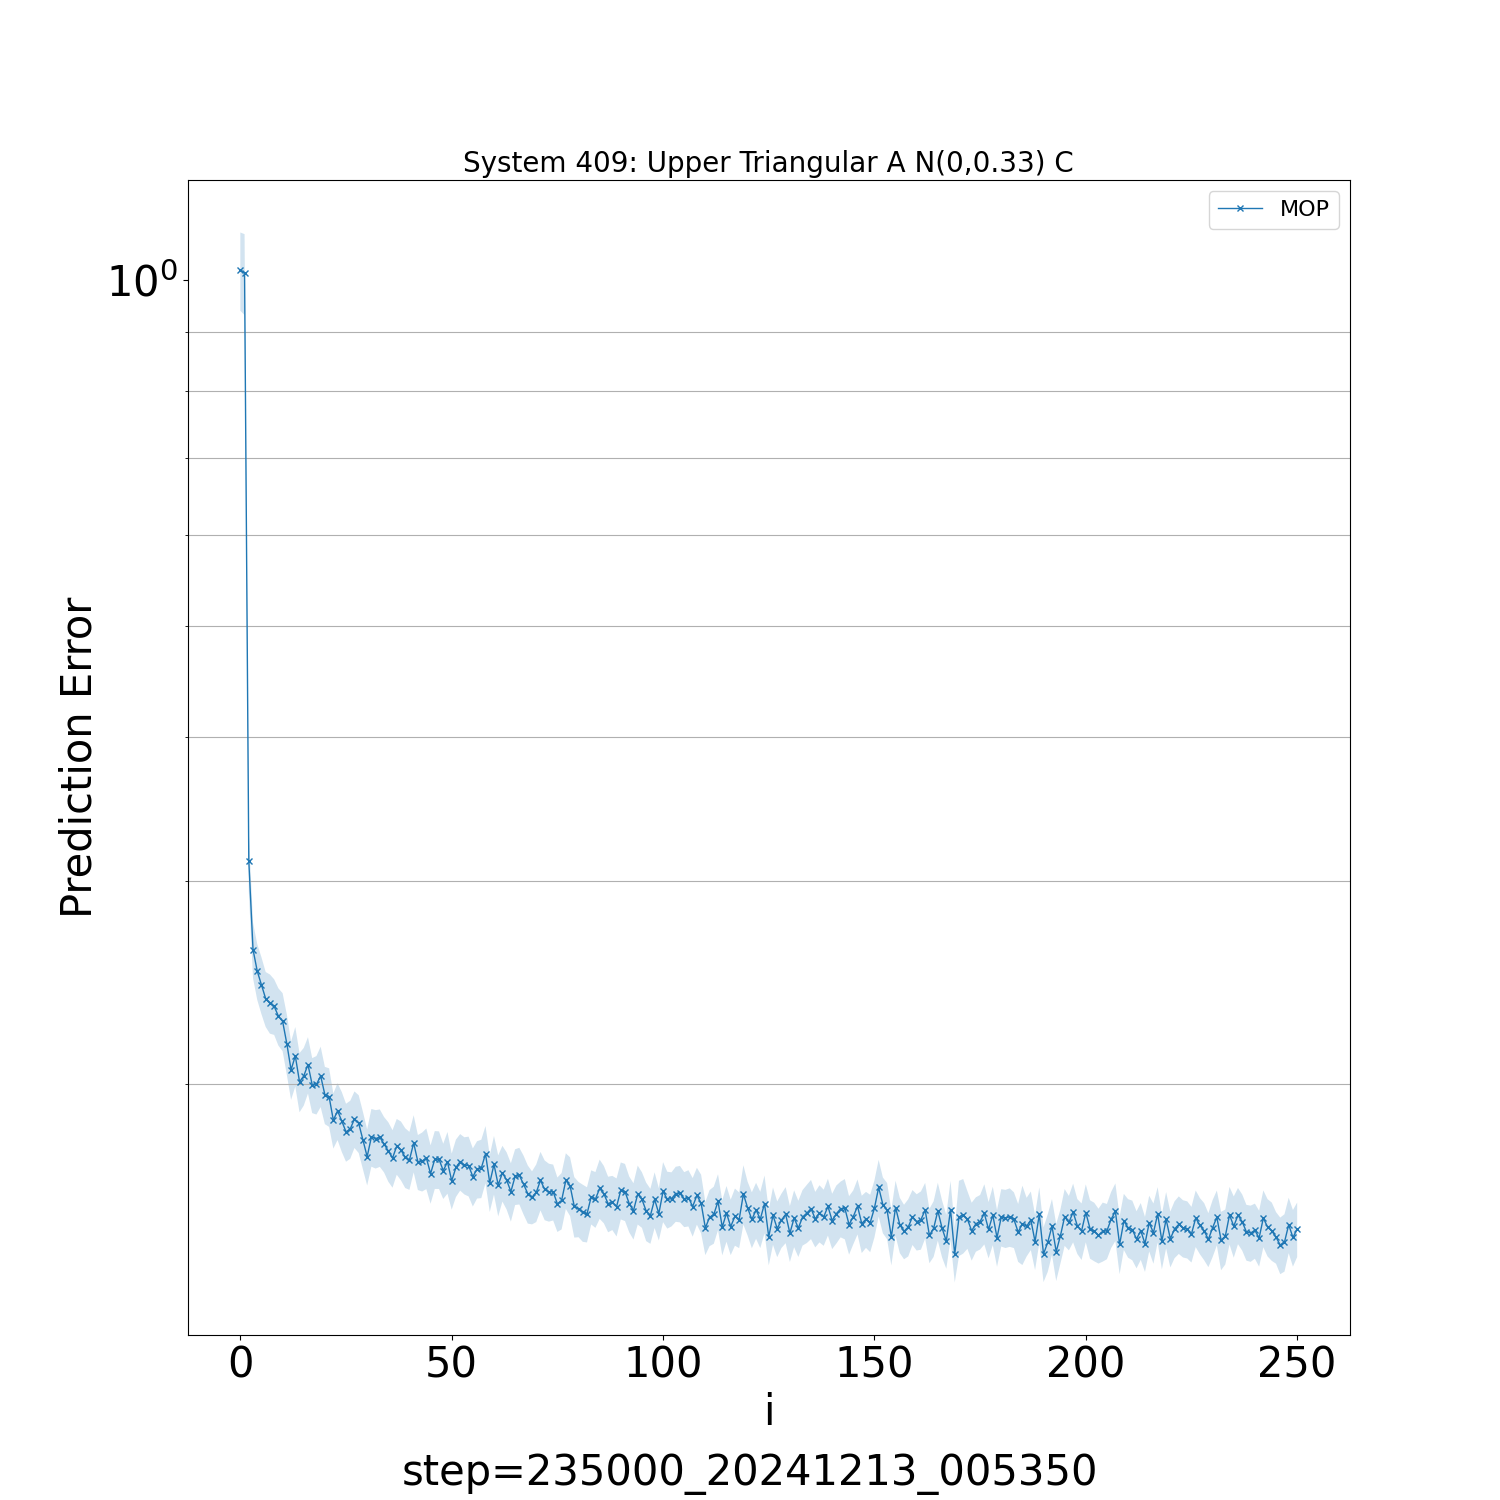 System 409: Upper Triangular A N(0,0.33) C
MOP
10⁰
Prediction Error
0 50 100 150 200 250
i
step=235000_20241213_005350